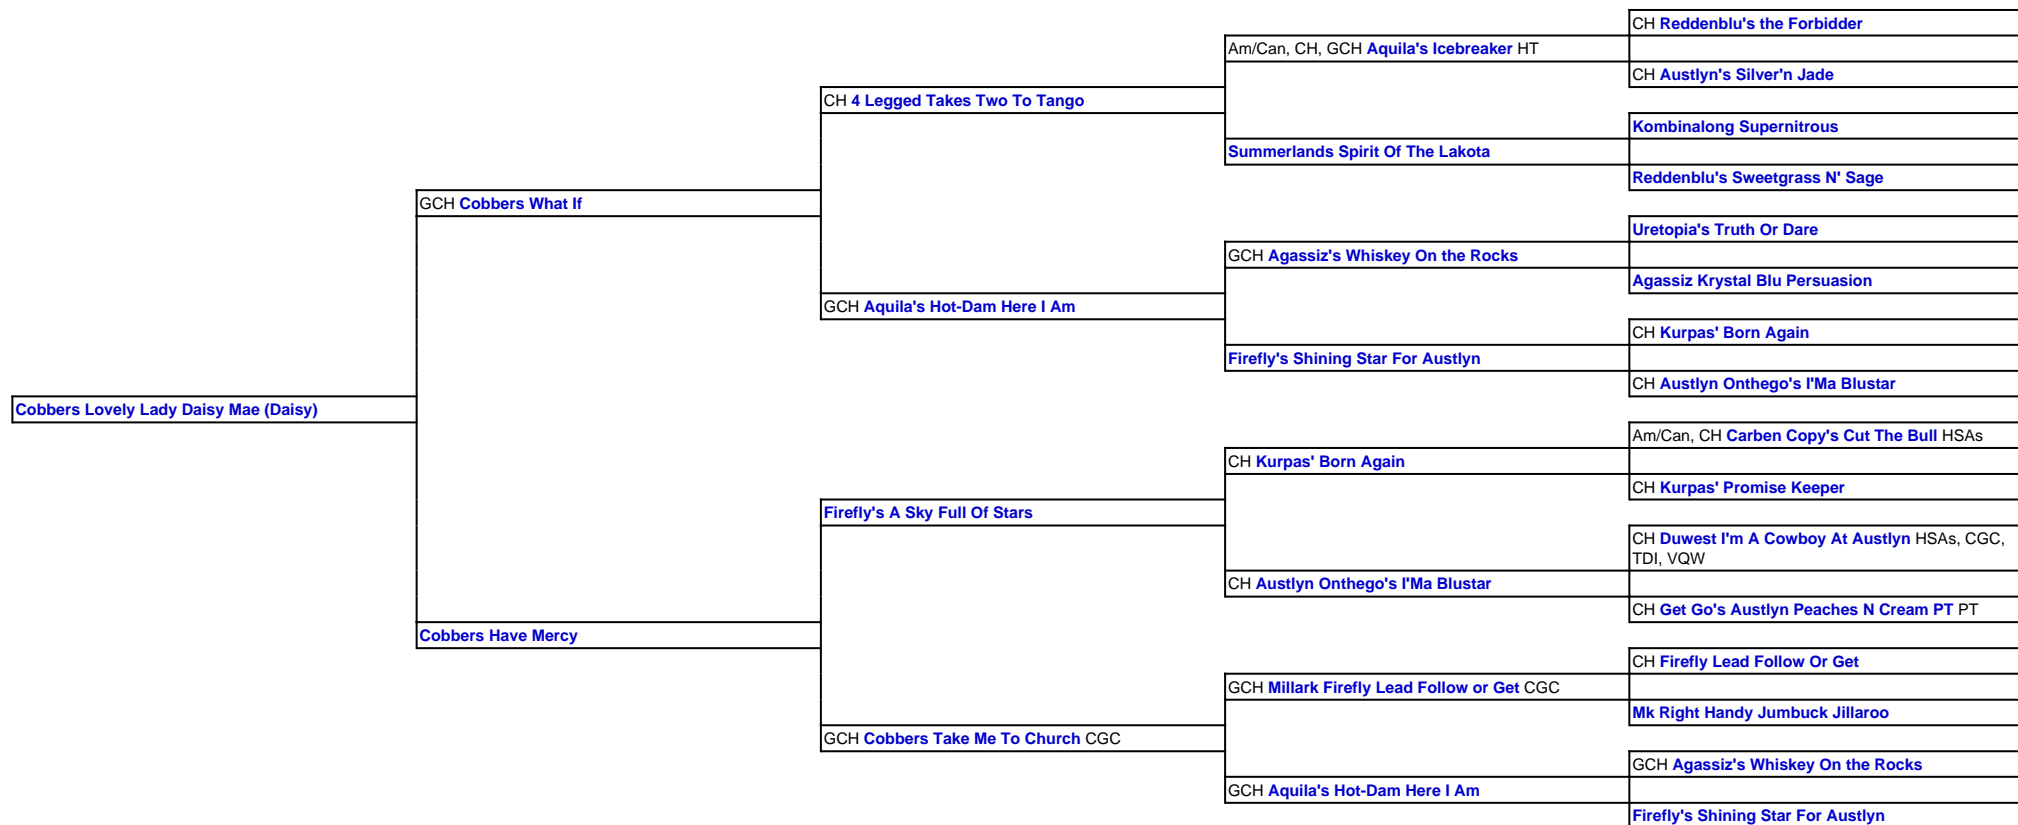 CH Reddenblu's the Forbidder
Am/Can, CH, GCH Aquila's Icebreaker HT
CH Austlyn's Silver'n Jade
CH 4 Legged Takes Two To Tango
Kombinalong Supernitrous
Summerlands Spirit Of The Lakota
Reddenblu's Sweetgrass N' Sage
GCH Cobbers What If
Uretopia's Truth Or Dare
GCH Agassiz's Whiskey On the Rocks
Agassiz Krystal Blu Persuasion
GCH Aquila's Hot-Dam Here I Am
CH Kurpas' Born Again
Firefly's Shining Star For Austlyn
CH Austlyn Onthego's I'Ma Blustar
Cobbers Lovely Lady Daisy Mae (Daisy)
Am/Can, CH Carben Copy's Cut The Bull HSAs
CH Kurpas' Born Again
CH Kurpas' Promise Keeper
Firefly's A Sky Full Of Stars
CH Duwest I'm A Cowboy At Austlyn HSAs, CGC,
TDI, VQW
CH Austlyn Onthego's I'Ma Blustar
CH Get Go's Austlyn Peaches N Cream PT PT
Cobbers Have Mercy
CH Firefly Lead Follow Or Get
GCH Millark Firefly Lead Follow or Get CGC
Mk Right Handy Jumbuck Jillaroo
GCH Cobbers Take Me To Church CGC
GCH Agassiz's Whiskey On the Rocks
GCH Aquila's Hot-Dam Here I Am
Firefly's Shining Star For Austlyn